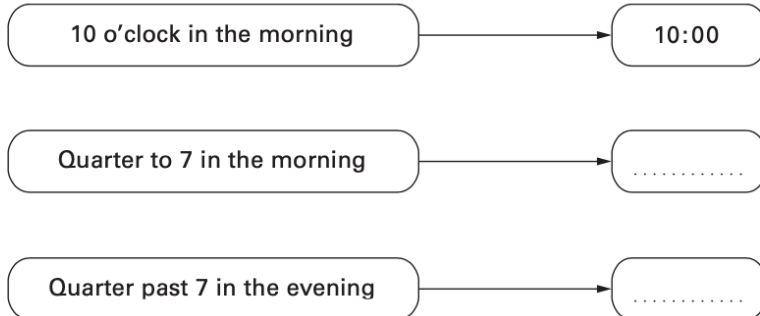 10 o’clock in the morning
10:00
Quarter to 7 in the morning
............
Quarter past 7 in the evening
............